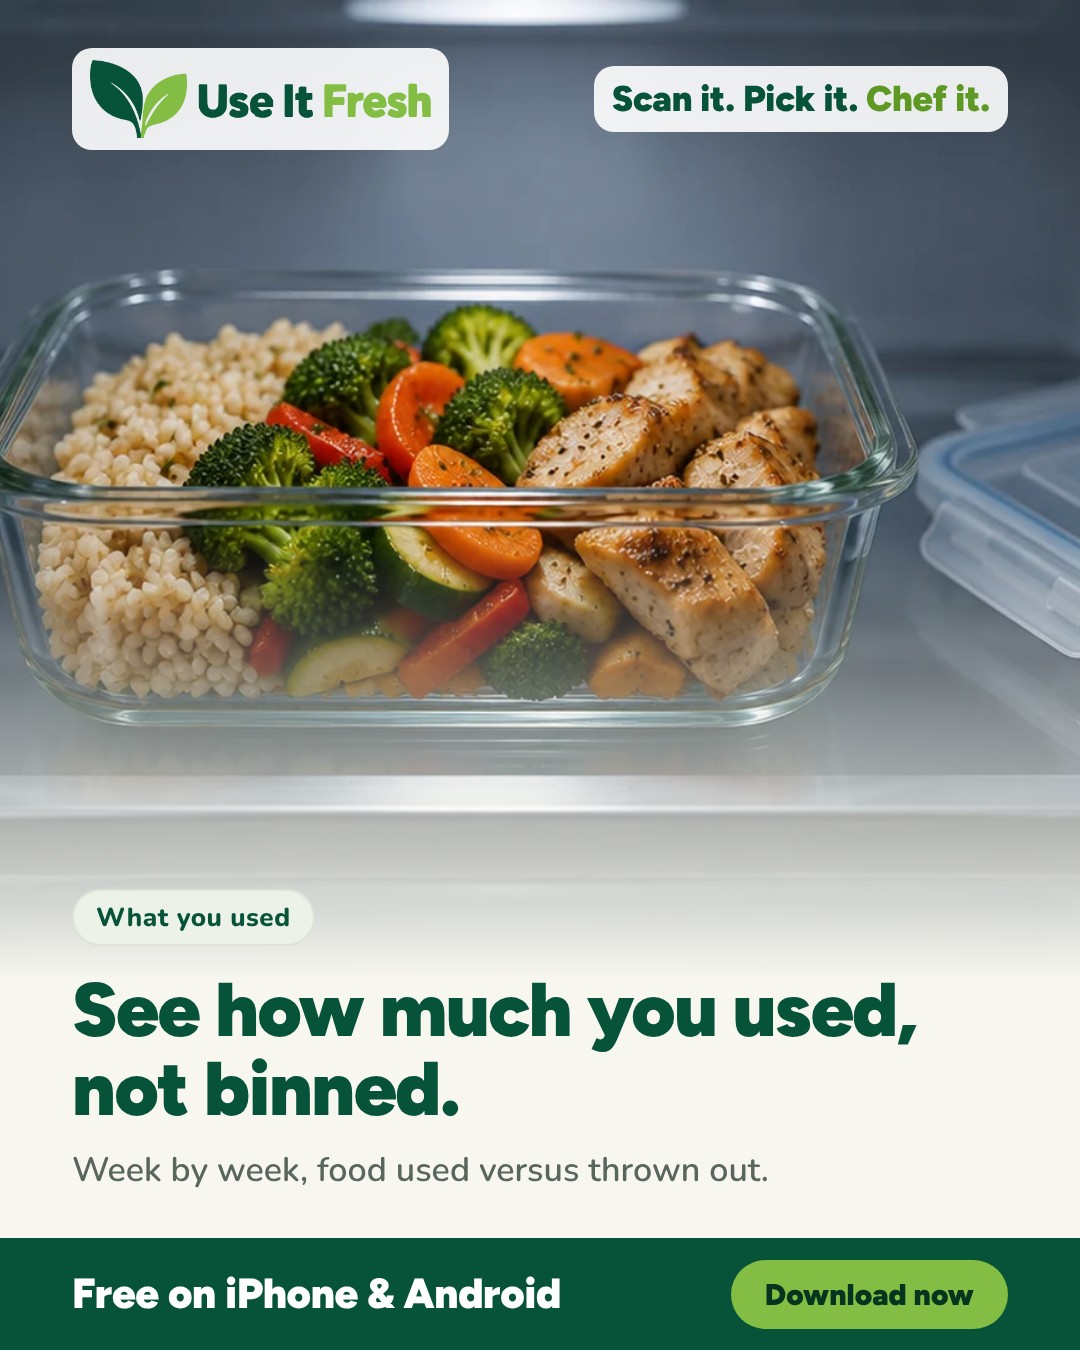 Use It Fresh
Scan it. Pick it. Chef it.
What you used
See how much you used,
not binned.
Week by week, food used versus thrown out.
Free on iPhone & Android
Download now